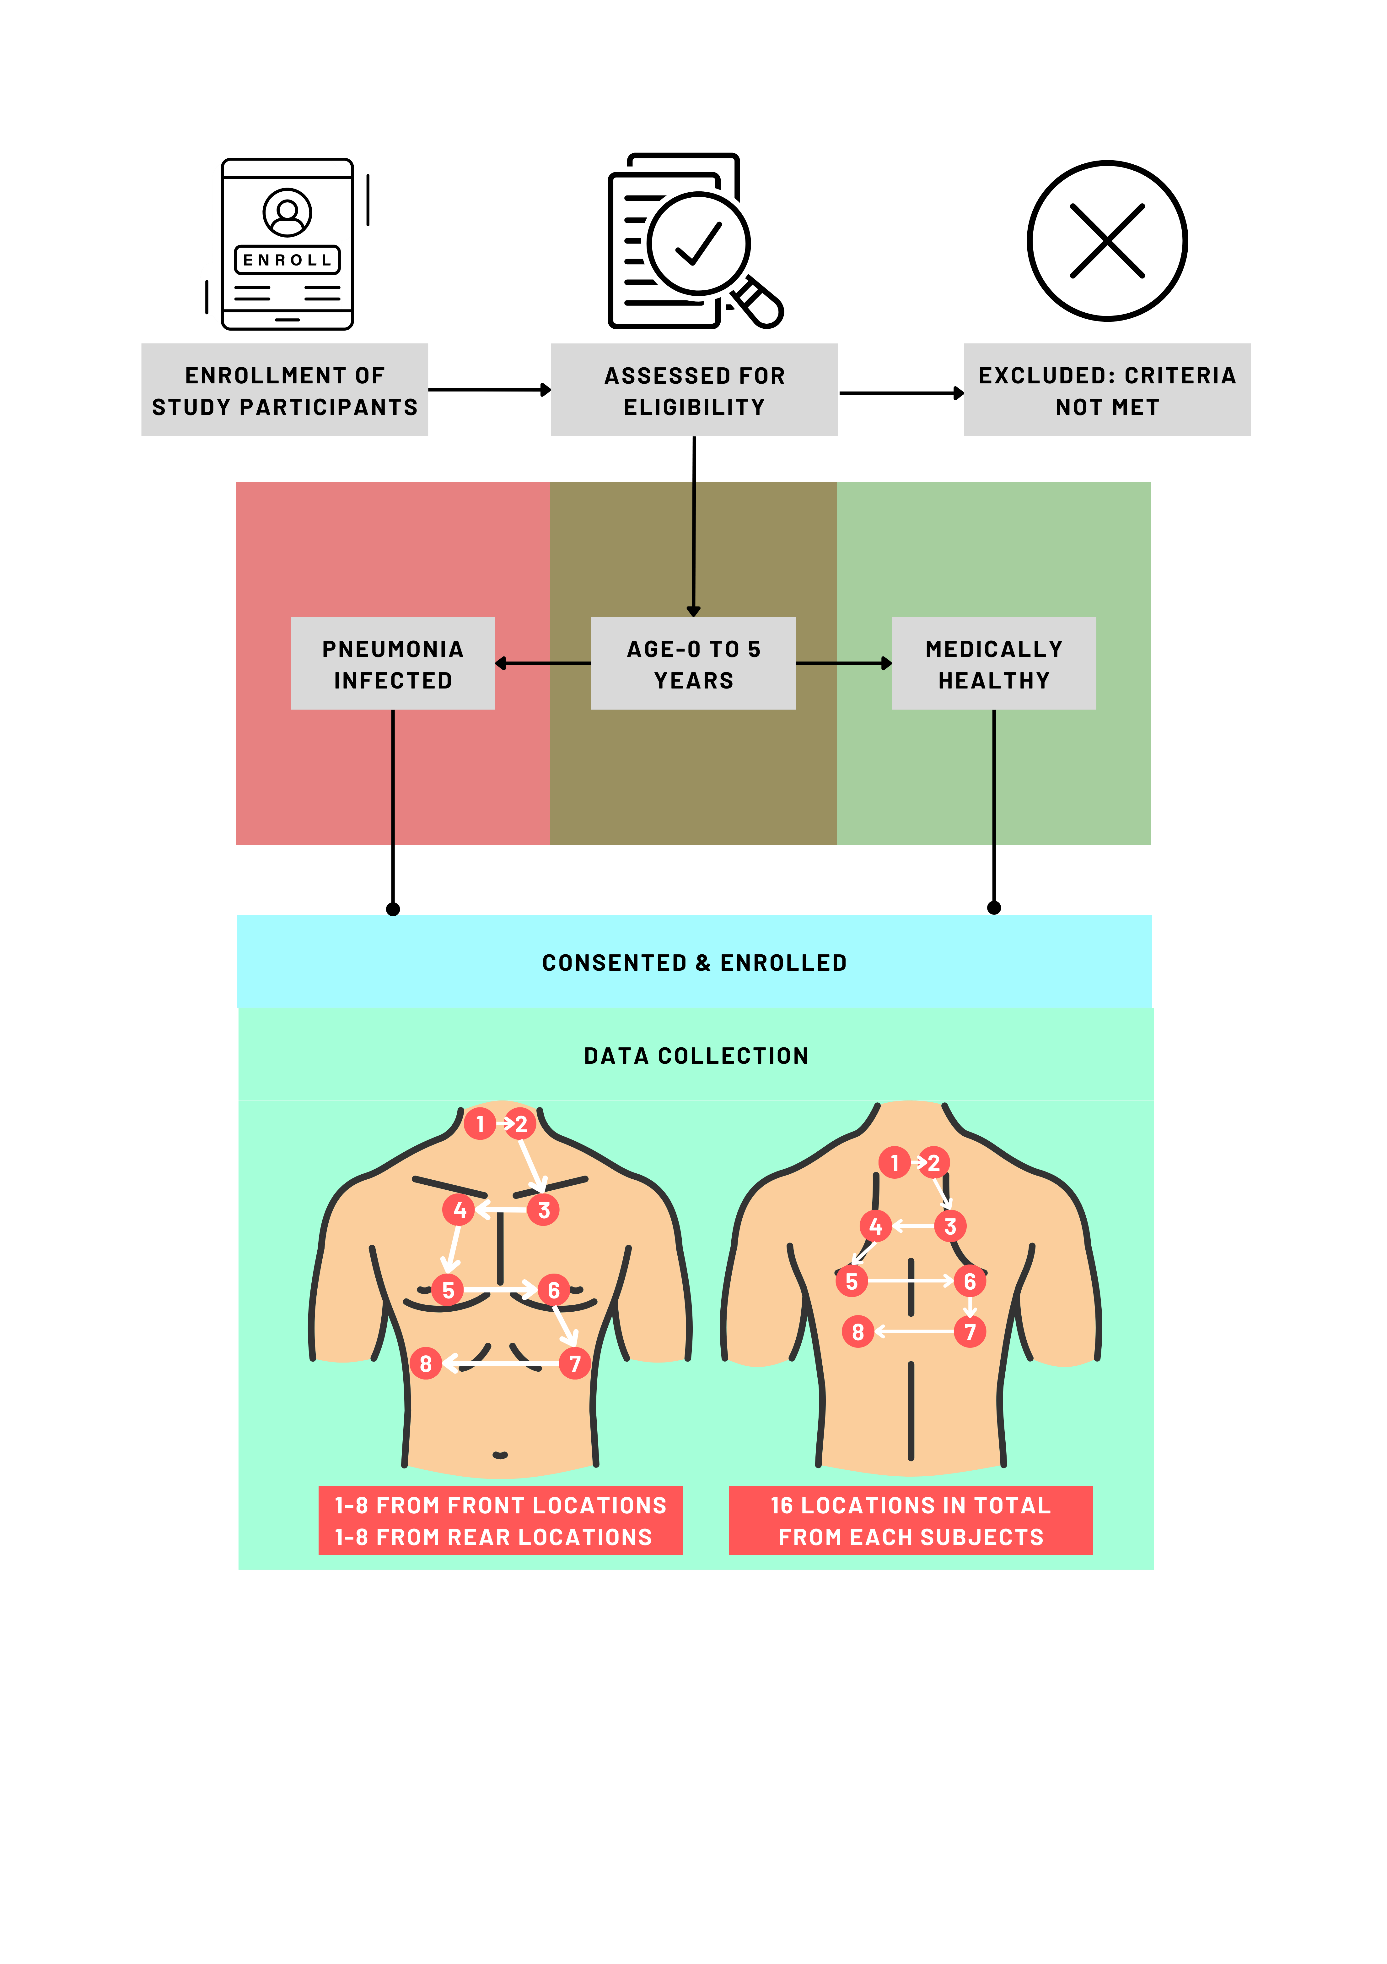 ENROLL
ENROLLMENT OF
STUDY PARTICIPANTS
ASSESSED FOR
ELIGIBILITY
EXCLUDED: CRITERIA
NOT MET
PNEUMONIA
INFECTED
AGE-0 TO 5
YEARS
MEDICALLY
HEALTHY
CONSENTED & ENROLLED
DATA COLLECTION
1 2
4 3
5 6
8 7
1 2
4 3
5 6
8 7
1-8 FROM FRONT LOCATIONS
1-8 FROM REAR LOCATIONS
16 LOCATIONS IN TOTAL
FROM EACH SUBJECTS